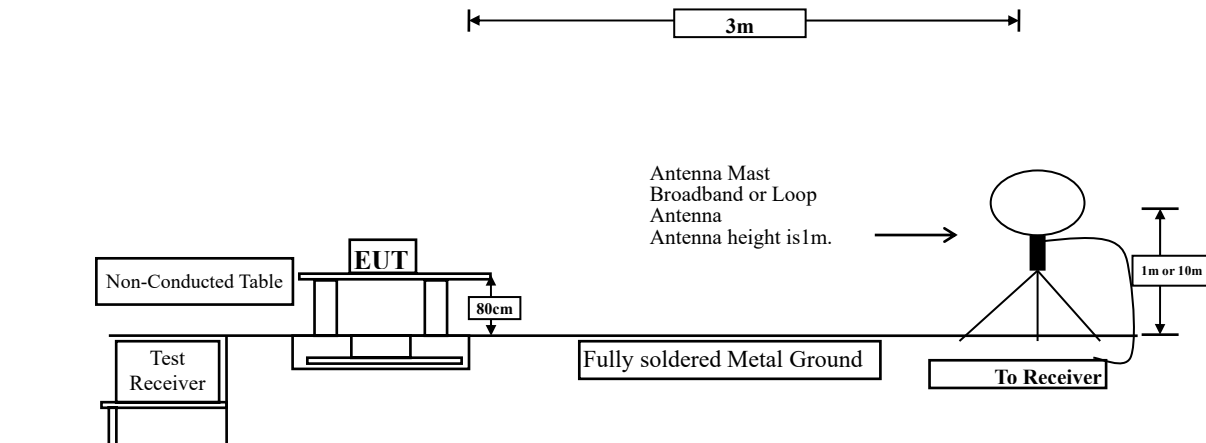 3m
Antenna Mast
Broadband or Loop
Antenna
Antenna height is1m.
EUT
Non-Conducted Table
80cm
1m or 10m
Test
Receiver
Fully soldered Metal Ground
To Receiver